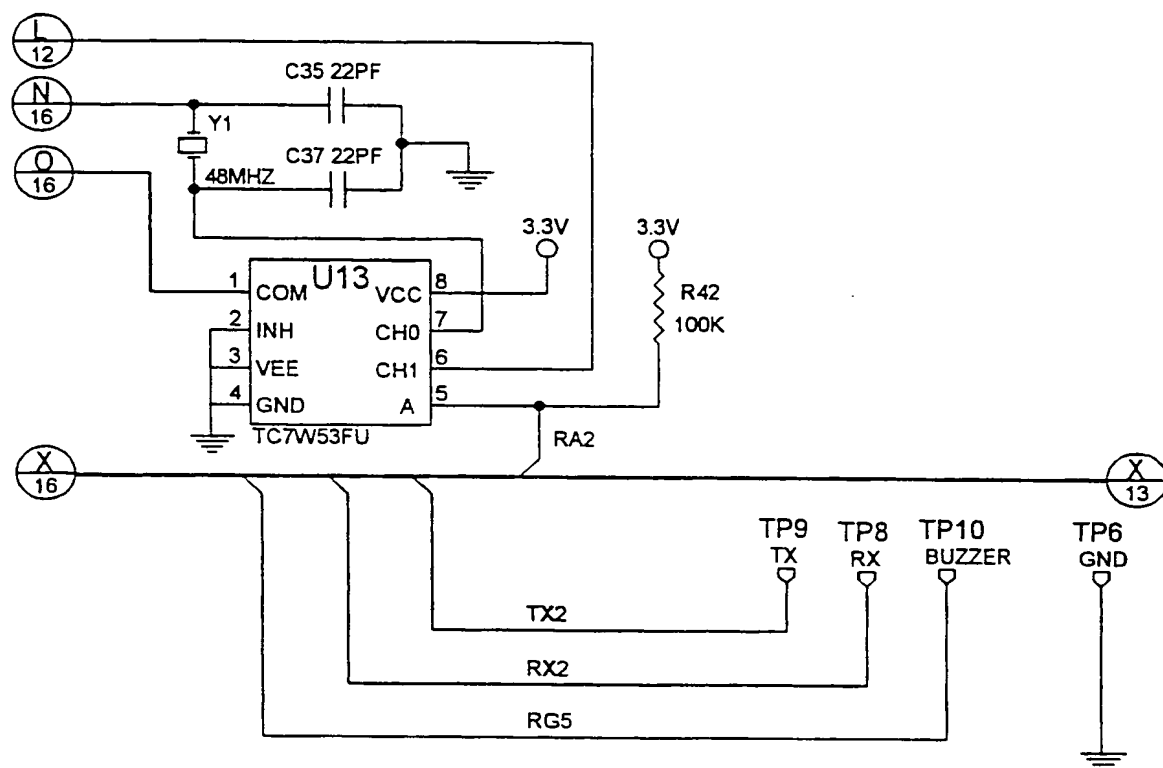 L
12
C35 22PF
N
16
Y1
C37 22PF
O
16
48MHZ
3.3V
3.3V
U13
1 COM
VCC 8
R42
100K
2 INH
CH0 7
3 VEE
CH1 6
4 GND
A 5
TC7W53FU
RA2
X
16
X
13
TP9
TX
TP8
RX
TP10
BUZZER
TP6
GND
TX2
RX2
RG5